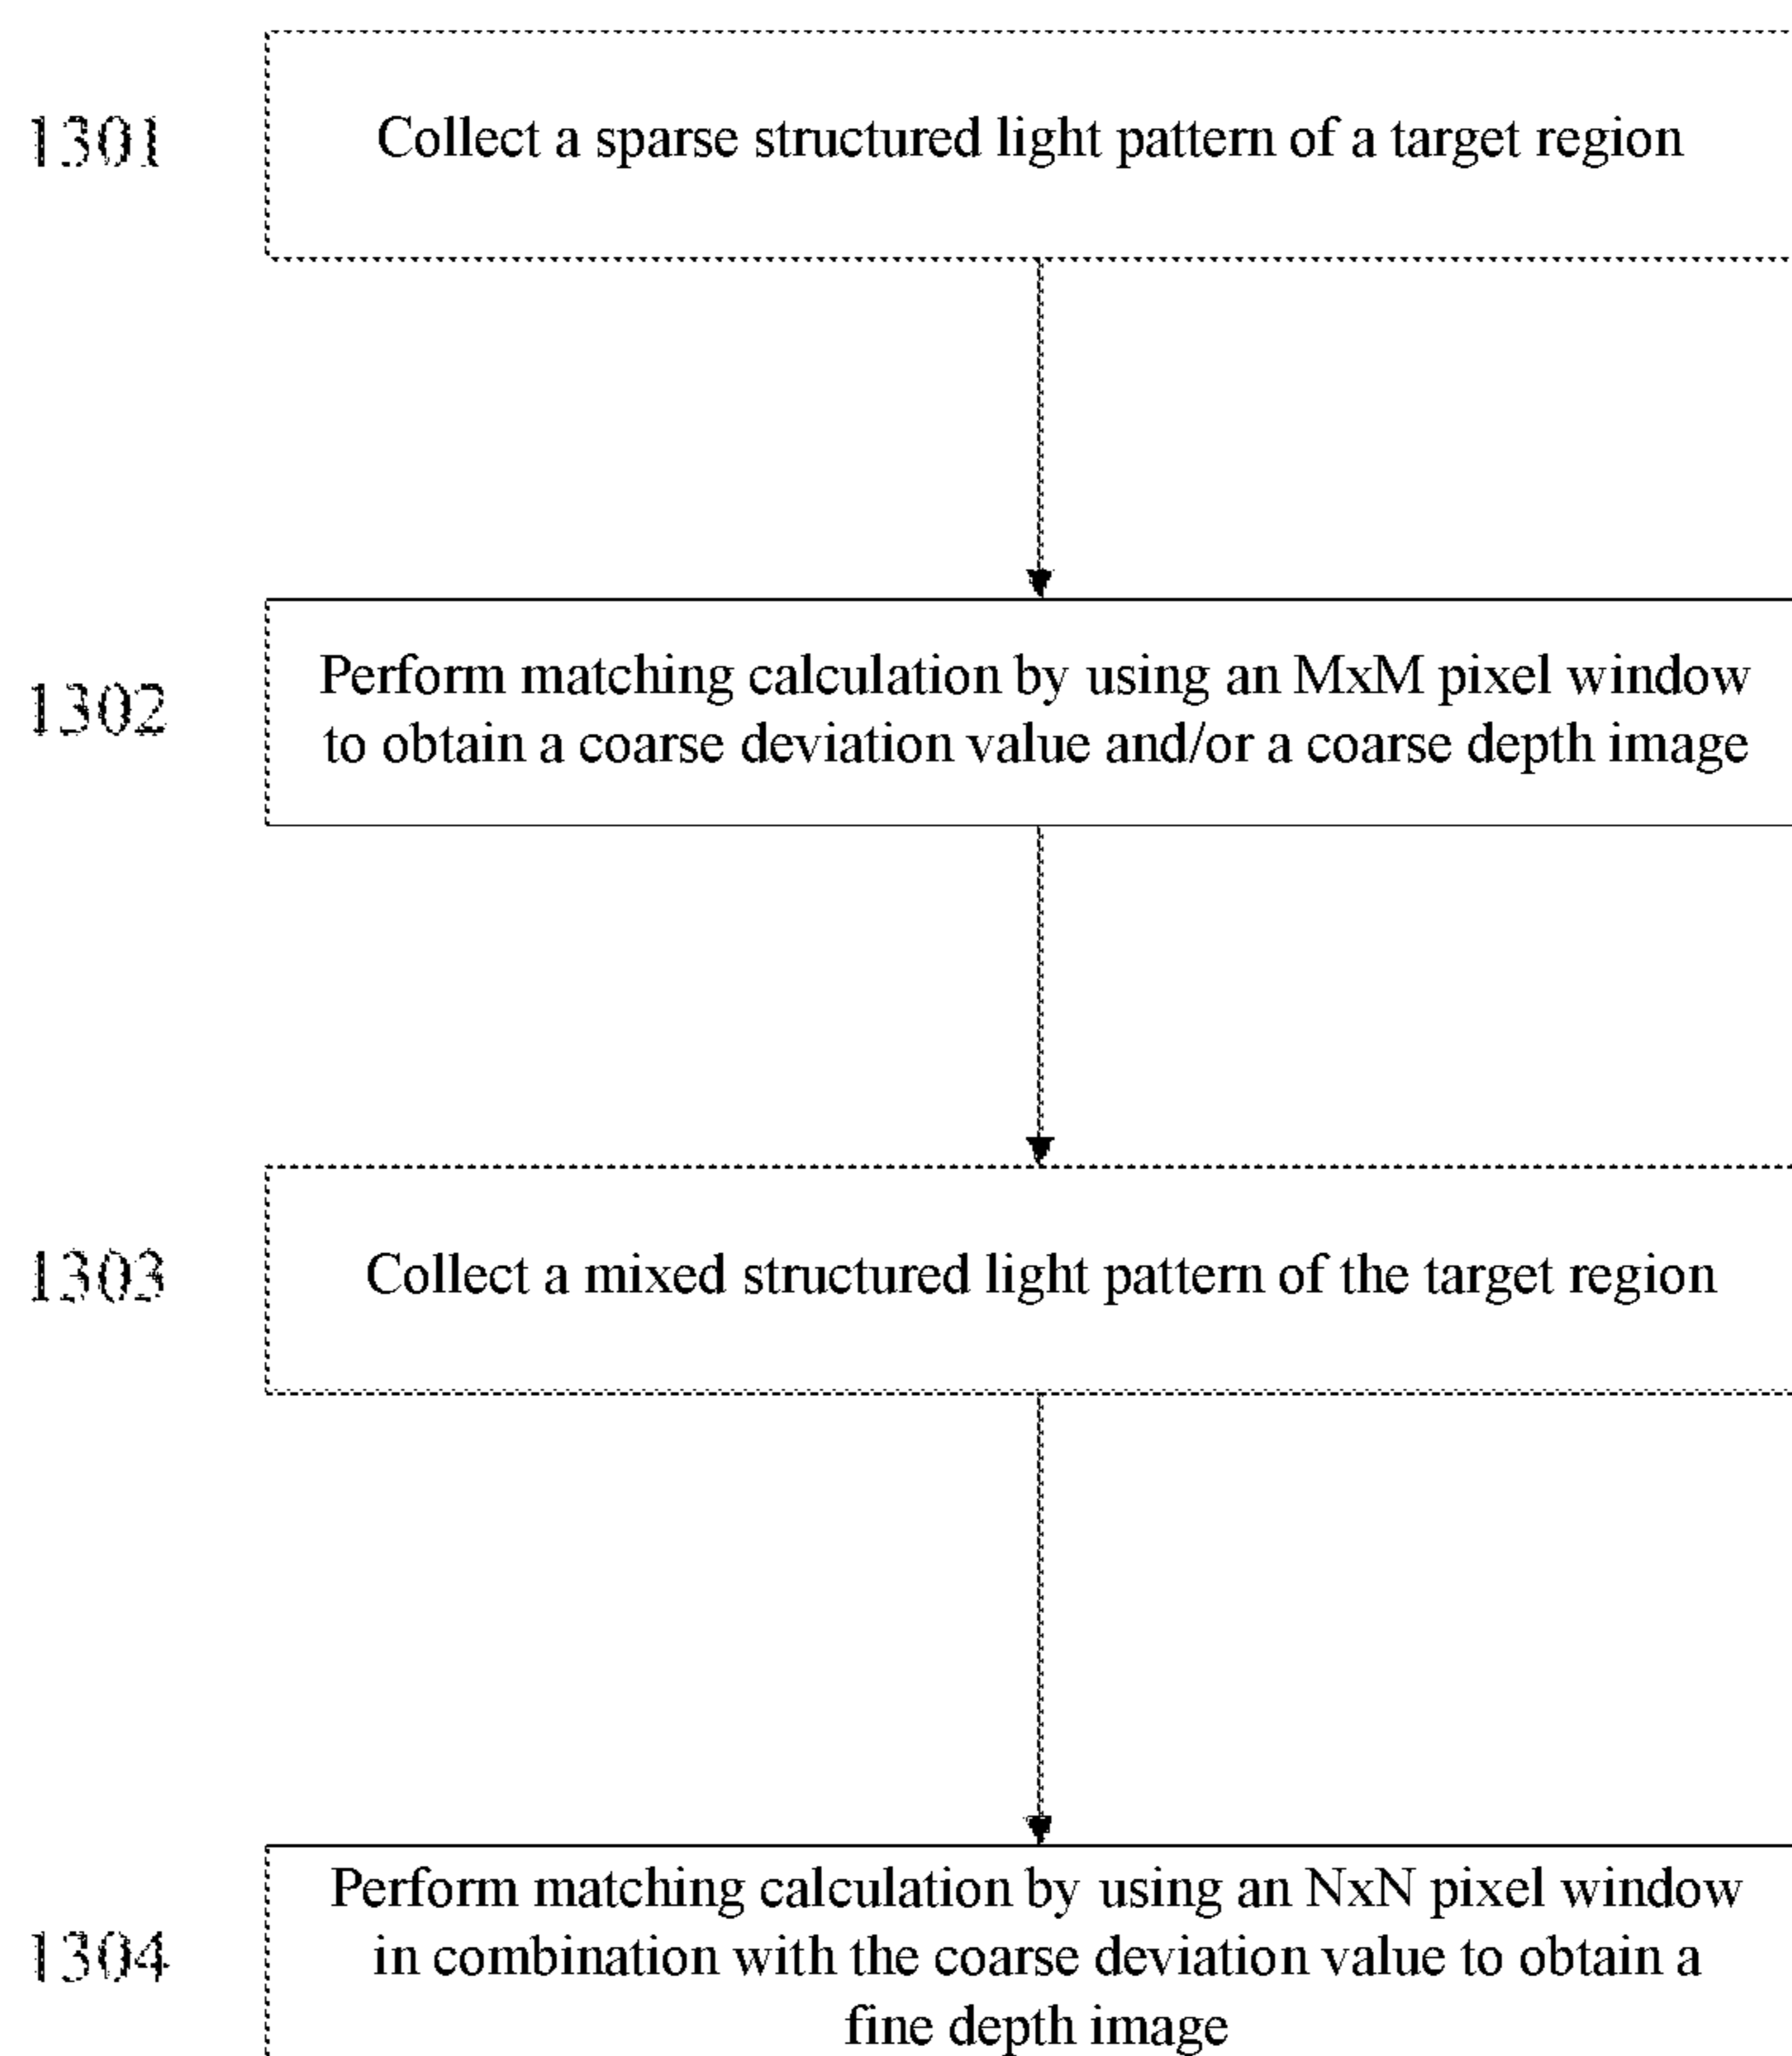 1301
Collect a sparse structured light pattern of a target region
1302
Perform matching calculation by using an MxM pixel window
to obtain a coarse deviation value and/or a coarse depth image
1303
Collect a mixed structured light pattern of the target region
1304
Perform matching calculation by using an NxN pixel window
in combination with the coarse deviation value to obtain a
fine depth image